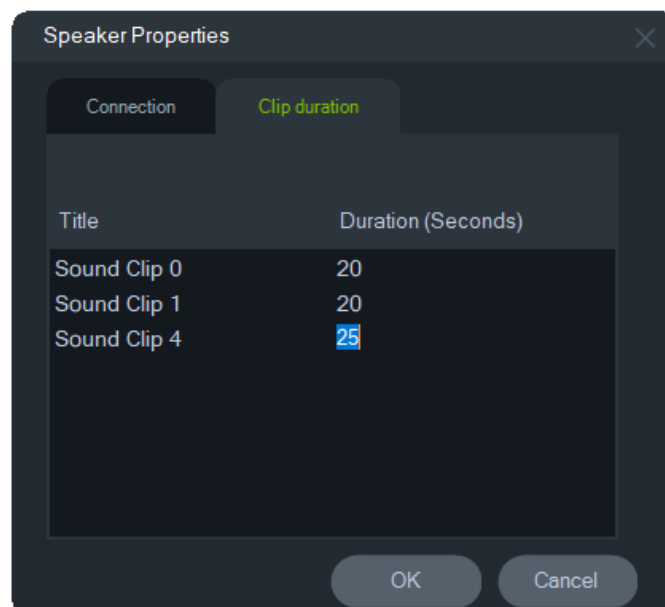 Speaker Properties
Connection Clip duration
Title Duration (Seconds)
Sound Clip 0 20
Sound Clip 1 20
Sound Clip 4 25
OK Cancel